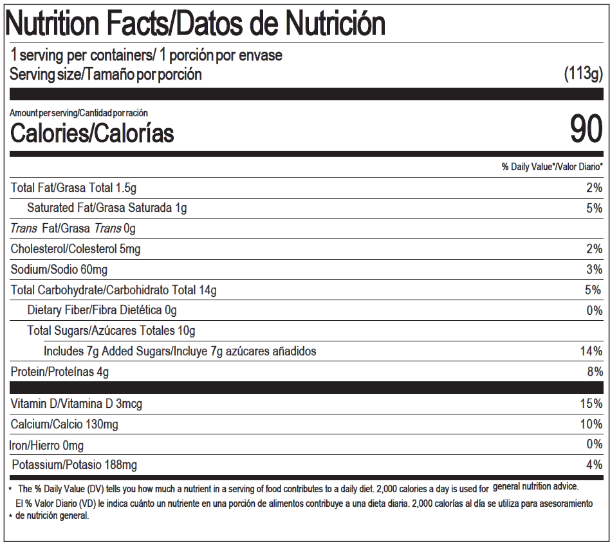 Nutrition Facts/Datos de Nutrición
1 serving per containers/ 1 porción por envase
Serving size/Tamaño por porción (113g)
Amount per serving/Cantidad por ración
Calories/Calorías 90
% Daily Value*/Valor Diario*
Total Fat/Grasa Total 1.5g 2%
Saturated Fat/Grasa Saturada 1g 5%
Trans Fat/Grasa Trans 0g
Cholesterol/Colesterol 5mg 2%
Sodium/Sodio 60mg 3%
Total Carbohydrate/Carbohidrato Total 14g 5%
Dietary Fiber/Fibra Dietética 0g 0%
Total Sugars/Azúcares Totales 10g
Includes 7g Added Sugars/Incluye 7g azúcares añadidos 14%
Protein/Proteínas 4g 8%
Vitamin D/Vitamina D 3mcg 15%
Calcium/Calcio 130mg 10%
Iron/Hierro 0mg 0%
Potassium/Potasio 188mg 4%
* The % Daily Value (DV) tells you how much a nutrient in a serving of food contributes to a daily diet. 2,000 calories a day is used for general nutrition advice.
El % Valor Diario (VD) le indica cuánto un nutriente en una porción de alimentos contribuye a una dieta diaria. 2,000 calorías al día se utiliza para asesoramiento
* de nutrición general.